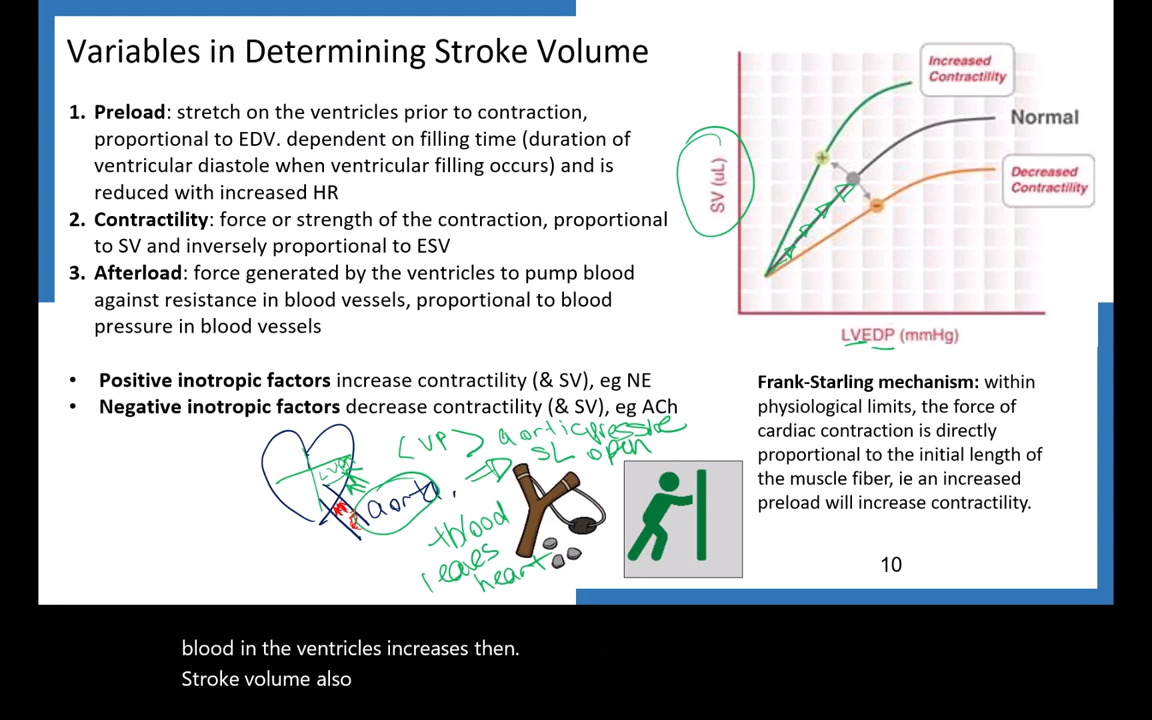 Variables in Determining Stroke Volume
1. Preload: stretch on the ventricles prior to contraction,
proportional to EDV. dependent on filling time (duration of
ventricular diastole when ventricular filling occurs) and is
reduced with increased HR
2. Contractility: force or strength of the contraction, proportional
to SV and inversely proportional to ESV
3. Afterload: force generated by the ventricles to pump blood
against resistance in blood vessels, proportional to blood
pressure in blood vessels
• Positive inotropic factors increase contractility (& SV), eg NE
• Negative inotropic factors decrease contractility (& SV), eg ACh
LVP > aortic pressure
⇒ SL open
aorta
+blood
leaves
heart
Increased
Contractility
Normal
Decreased
Contractility
SV (uL)
LVEDP (mmHg)
Frank-Starling mechanism: within
physiological limits, the force of
cardiac contraction is directly
proportional to the initial length of
the muscle fiber, ie an increased
preload will increase contractility.
10
blood in the ventricles increases then.
Stroke volume also